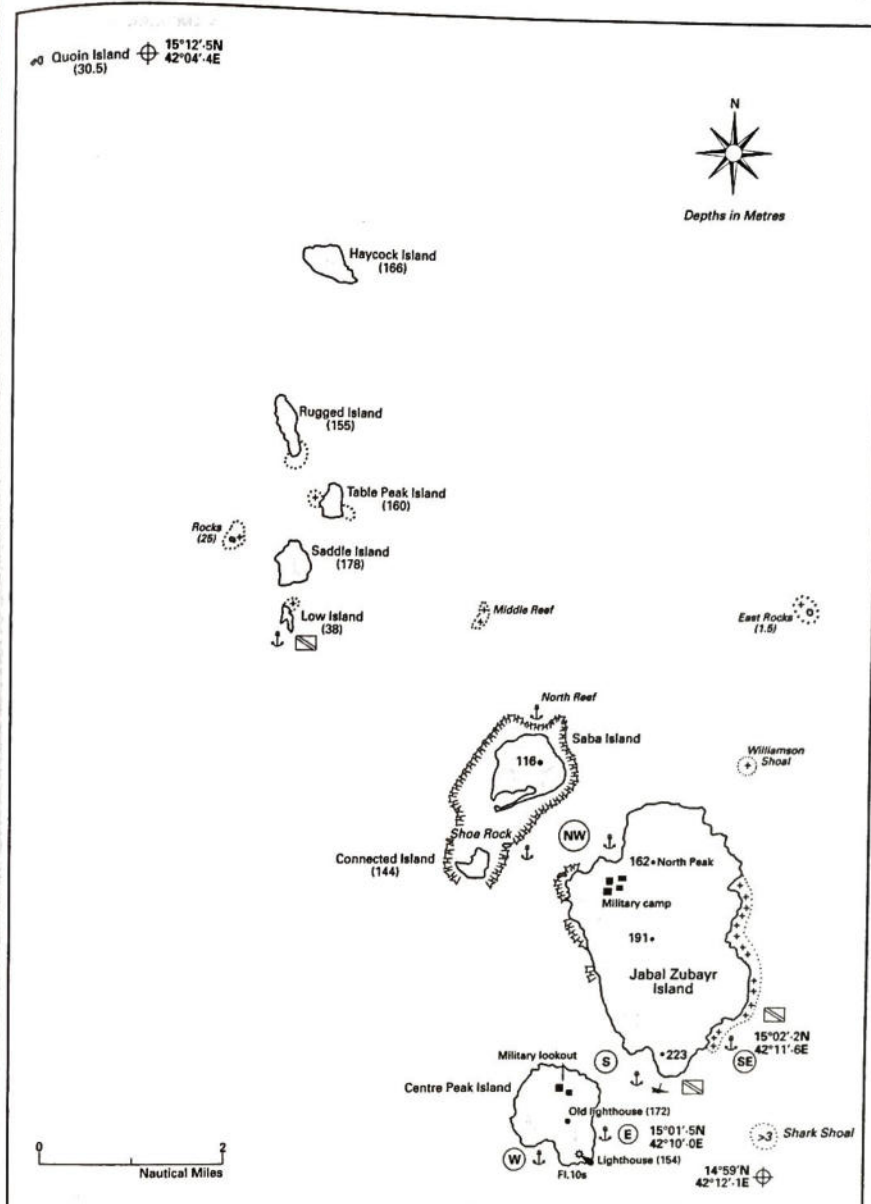 Quoin Island
(30.5)
15°12'·5N
42°04'·4E
N
Depths in Metres
Haycock Island
(166)
Rugged Island
(155)
Table Peak Island
(160)
Rocks
(25)
Saddle Island
(178)
Low Island
(38)
Middle Reef
East Rocks
(1.5)
North Reef
Saba Island
116
Williamson
Shoal
Shoe Rock
NW
Connected Island
(144)
162
North Peak
Military camp
191
Jabal Zubayr
Island
15°02'·2N
42°11'·6E
223
S
SE
Military lookout
Centre Peak Island
Old lighthouse (172)
E
15°01'·5N
42°10'·0E
>3
Shark Shoal
W
Lighthouse (154)
Fl.10s
14°59'N
42°12'·1E
0
2
Nautical Miles